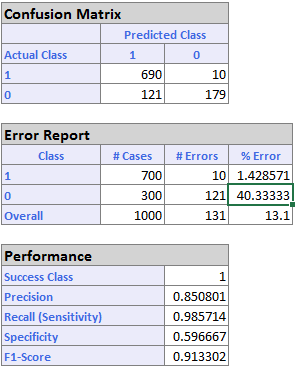 Confusion Matrix
Predicted Class
Actual Class 1 0
1 690 10
0 121 179
Error Report
Class # Cases # Errors % Error
1 700 10 1.428571
0 300 121 40.33333
Overall 1000 131 13.1
Performance
Success Class 1
Precision 0.850801
Recall (Sensitivity) 0.985714
Specificity 0.596667
F1-Score 0.913302